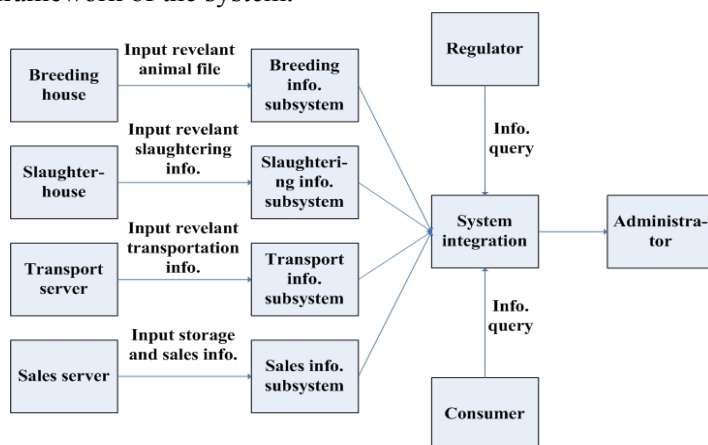 framework of the system.
Input revelant
animal file
Breeding
house
Breeding
info.
subsystem
Regulator
Input revelant
slaughtering
info.
Slaughter-
house
Slaughteri-
ng info.
subsystem
Info.
query
System
integration
Administra-
tor
Input revelant
transportation
info.
Transport
server
Transport
info.
subsystem
Info.
query
Input storage
and sales info.
Sales server
Sales info.
subsystem
Consumer